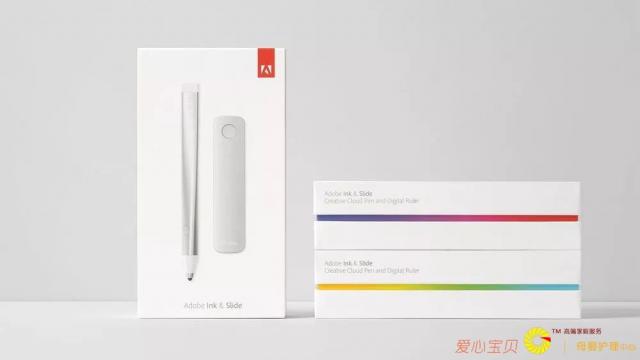 Adobe Ink & Slide
Adobe Ink & Slide
Creative Cloud Pen and Digital Ruler
Adobe Ink & Slide
Creative Cloud Pen and Digital Ruler
爱心宝贝
TM 高端家庭服务
母婴护理中心